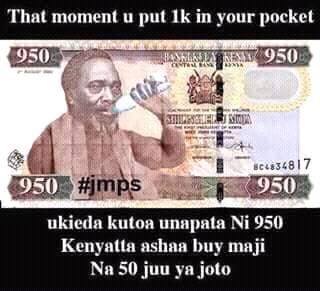 That moment u put 1k in your pocket
950 950
CENTRAL BANK OF KENYA
SC4834817
950 #jmps 950
ukieda kutoa unapata Ni 950
Kenyatta ashaa buy maji
Na 50 juu ya joto